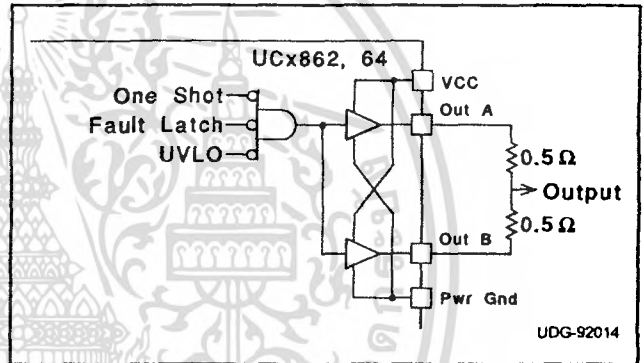 UCx862, 64
VCC
One Shot
Out A
Fault Latch
UVLO
0.5 Ω
Output
0.5 Ω
Out B
Pwr Gnd
UDG-92014